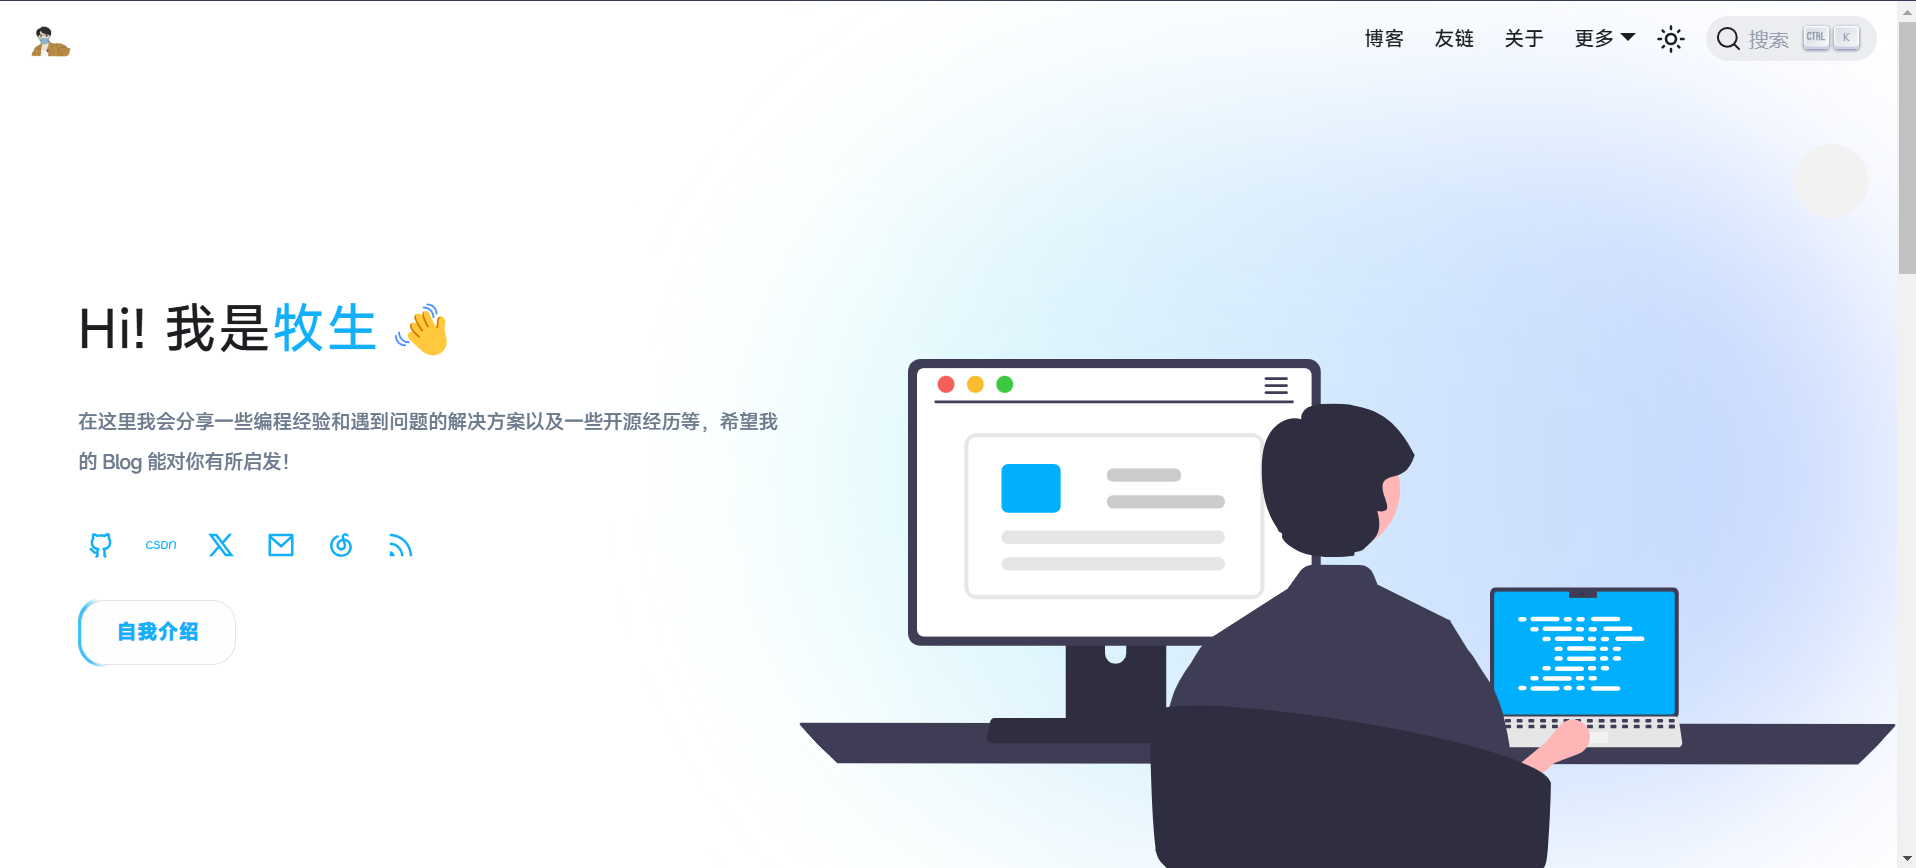 博客 友链 关于 更多 搜索 CTRL K
Hi! 我是牧生 👋
在这里我会分享一些编程经验和遇到问题的解决方案以及一些开源经历等，希望我
的 Blog 能对你有所启发！
CSDN
自我介绍